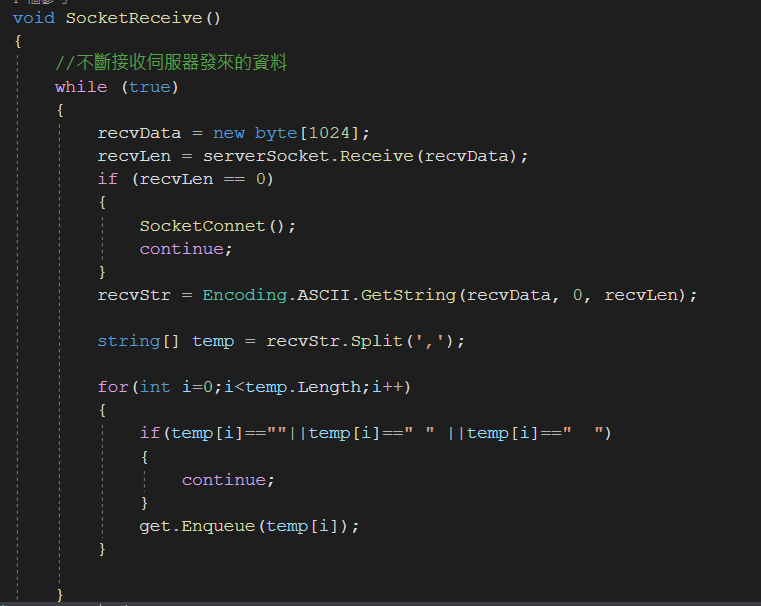 void SocketReceive()
{
//不斷接收伺服器發來的資料
while (true)
{
recvData = new byte[1024];
recvLen = serverSocket.Receive(recvData);
if (recvLen == 0)
{
SocketConnet();
continue;
}
recvStr = Encoding.ASCII.GetString(recvData, 0, recvLen);
string[] temp = recvStr.Split(',');
for(int i=0;i<temp.Length;i++)
{
if(temp[i]==""||temp[i]==" " ||temp[i]=="  ")
{
continue;
}
get.Enqueue(temp[i]);
}
}